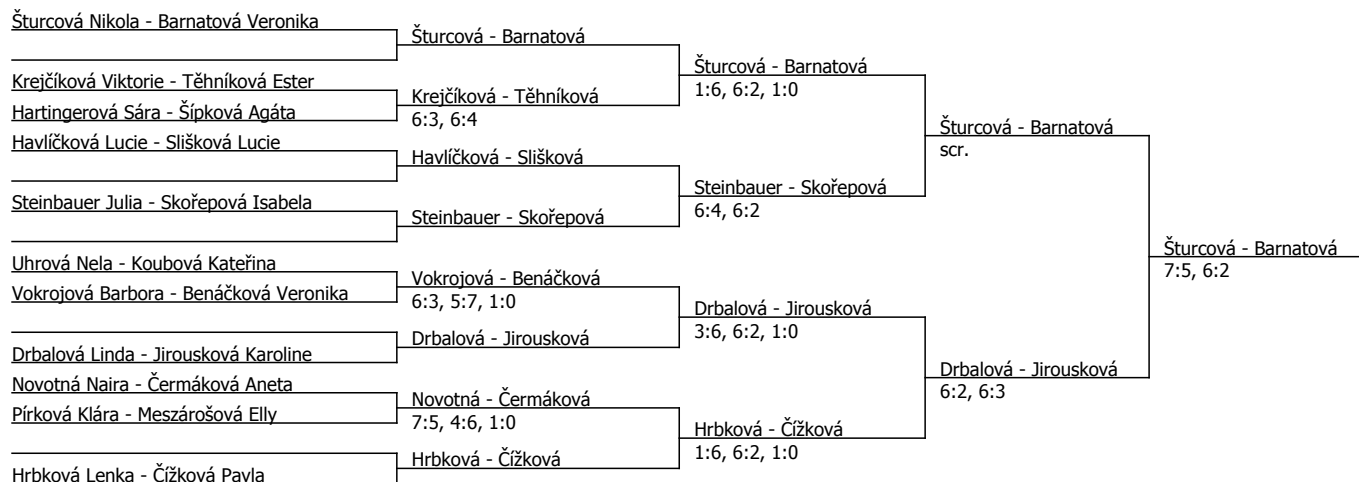 Šturcová Nikola - Barnatová Veronika
Krejčíková Viktorie - Těhníková Ester
Hartingerová Sára - Šípková Agáta
Havlíčková Lucie - Slišková Lucie
Steinbauer Julia - Skořepová Isabela
Uhrová Nela - Koubová Kateřina
Vokrojová Barbora - Benáčková Veronika
Drbalová Linda - Jirousková Karoline
Novotná Naira - Čermáková Aneta
Pírková Klára - Meszárošová Elly
Hrbková Lenka - Čížková Pavla
Šturcová - Barnatová
Krejčíková - Těhníková
6:3, 6:4
Havlíčková - Slišková
Steinbauer - Skořepová
Vokrojová - Benáčková
6:3, 5:7, 1:0
Drbalová - Jirousková
Novotná - Čermáková
7:5, 4:6, 1:0
Hrbková - Čížková
Šturcová - Barnatová
1:6, 6:2, 1:0
Steinbauer - Skořepová
6:4, 6:2
Drbalová - Jirousková
3:6, 6:2, 1:0
Hrbková - Čížková
1:6, 6:2, 1:0
Šturcová - Barnatová
scr.
Drbalová - Jirousková
6:2, 6:3
Šturcová - Barnatová
7:5, 6:2